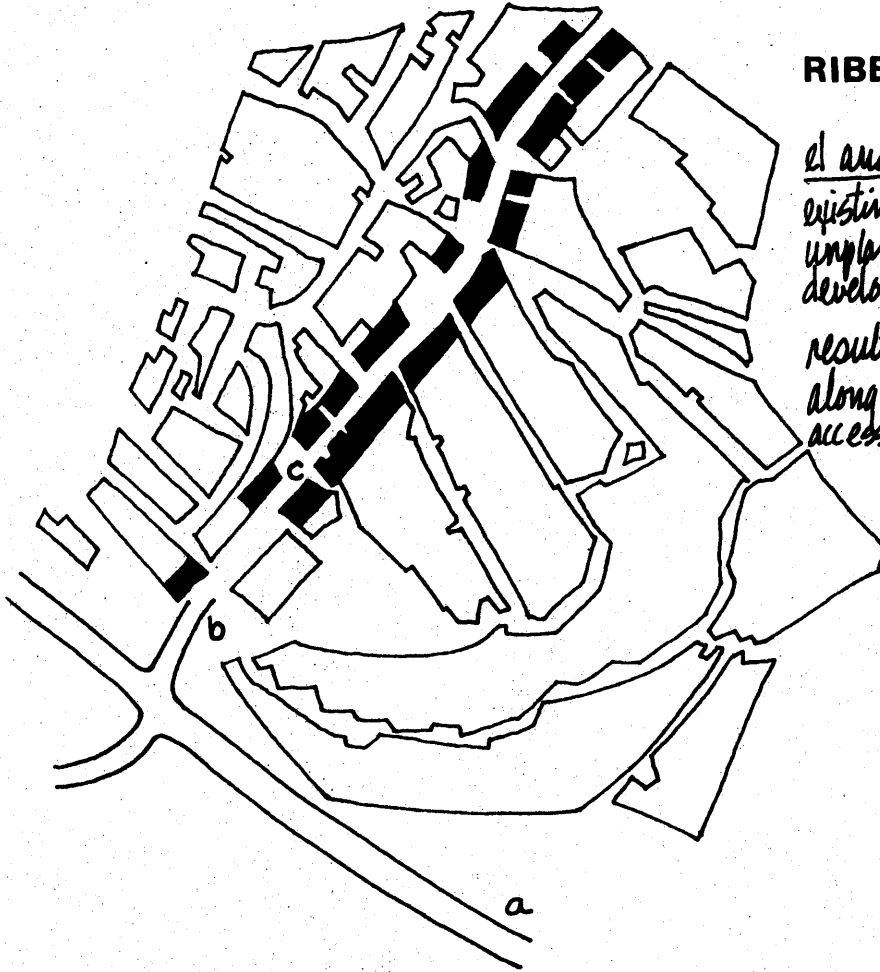 RIBE
el
existin
unpla
develo
result
along
access
c
b
a